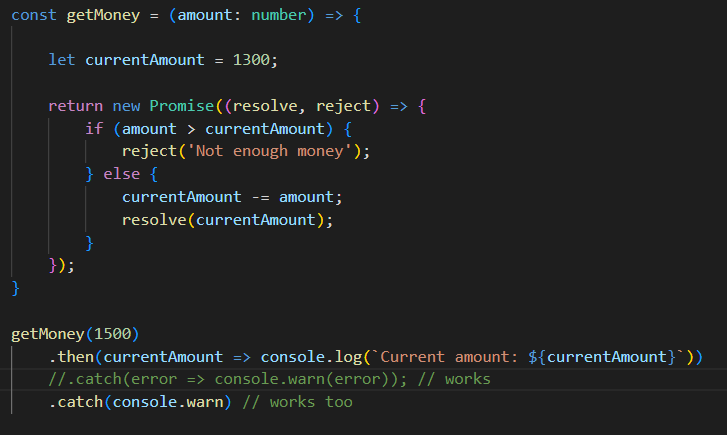 const getMoney = (amount: number) => {
let currentAmount = 1300;
return new Promise((resolve, reject) => {
if (amount > currentAmount) {
reject('Not enough money');
} else {
currentAmount -= amount;
resolve(currentAmount);
}
});
}
getMoney(1500)
.then(currentAmount => console.log(`Current amount: ${currentAmount}`))
//.catch(error => console.warn(error)); // works
.catch(console.warn) // works too